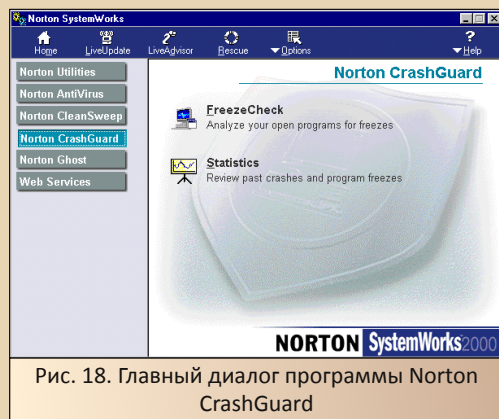 Norton SystemWorks
Home LiveUpdate LiveAdvisor Rescue Options Help
Norton Utilities
Norton AntiVirus
Norton CleanSweep
Norton CrashGuard
Norton Ghost
Web Services
Norton CrashGuard
FreezeCheck
Analyze your open programs for freezes
Statistics
Review past crashes and program freezes
NORTON SystemWorks 2000
Рис. 18. Главный диалог программы Norton
CrashGuard